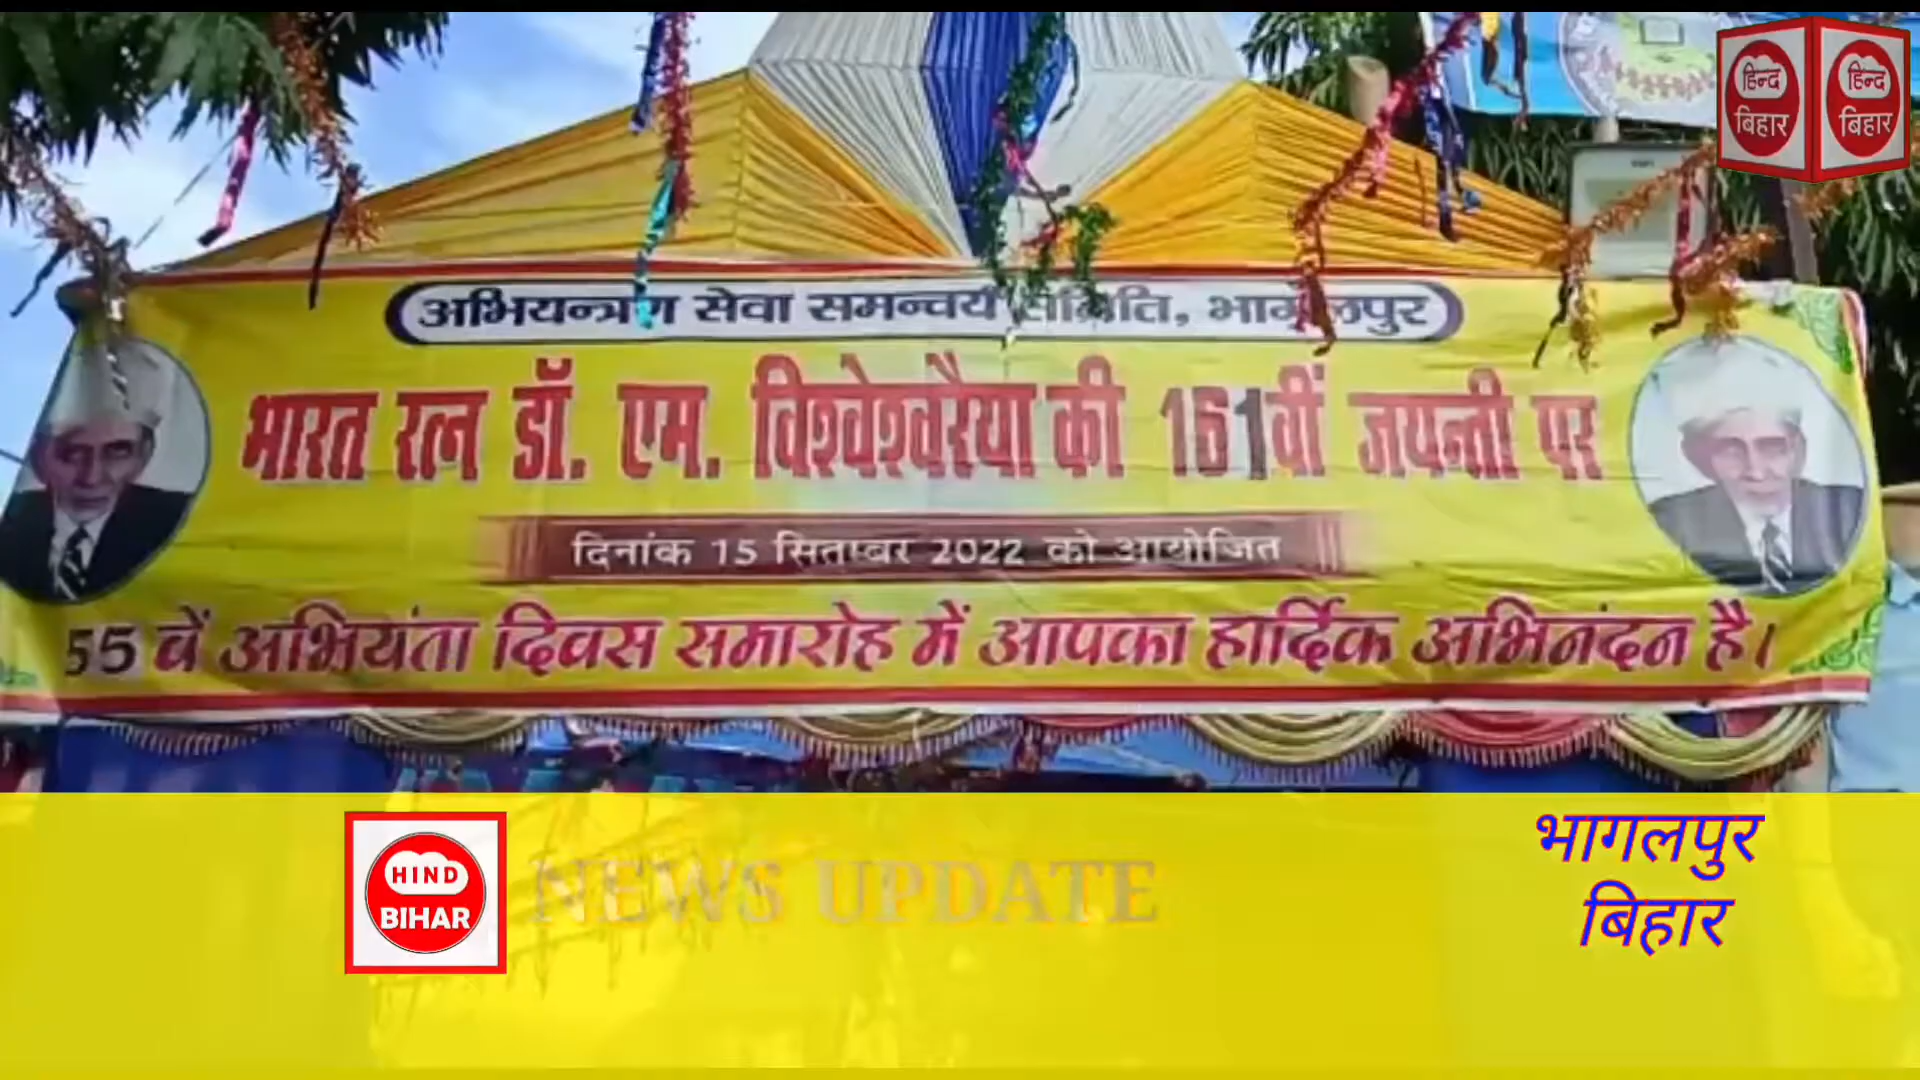 हिन्द
बिहार
हिन्द
बिहार
अभियन्त्रण सेवा समन्वय समिति, भागलपुर
भारत रत्न डॉ. एम. विश्वेश्वरैया की 161वीं जयन्ती पर
दिनांक 15 सितम्बर 2022 को आयोजित
55 वें अभियंता दिवस समारोह में आपका हार्दिक अभिनंदन है।
HIND
BIHAR
NEWS UPDATE
भागलपुर
बिहार